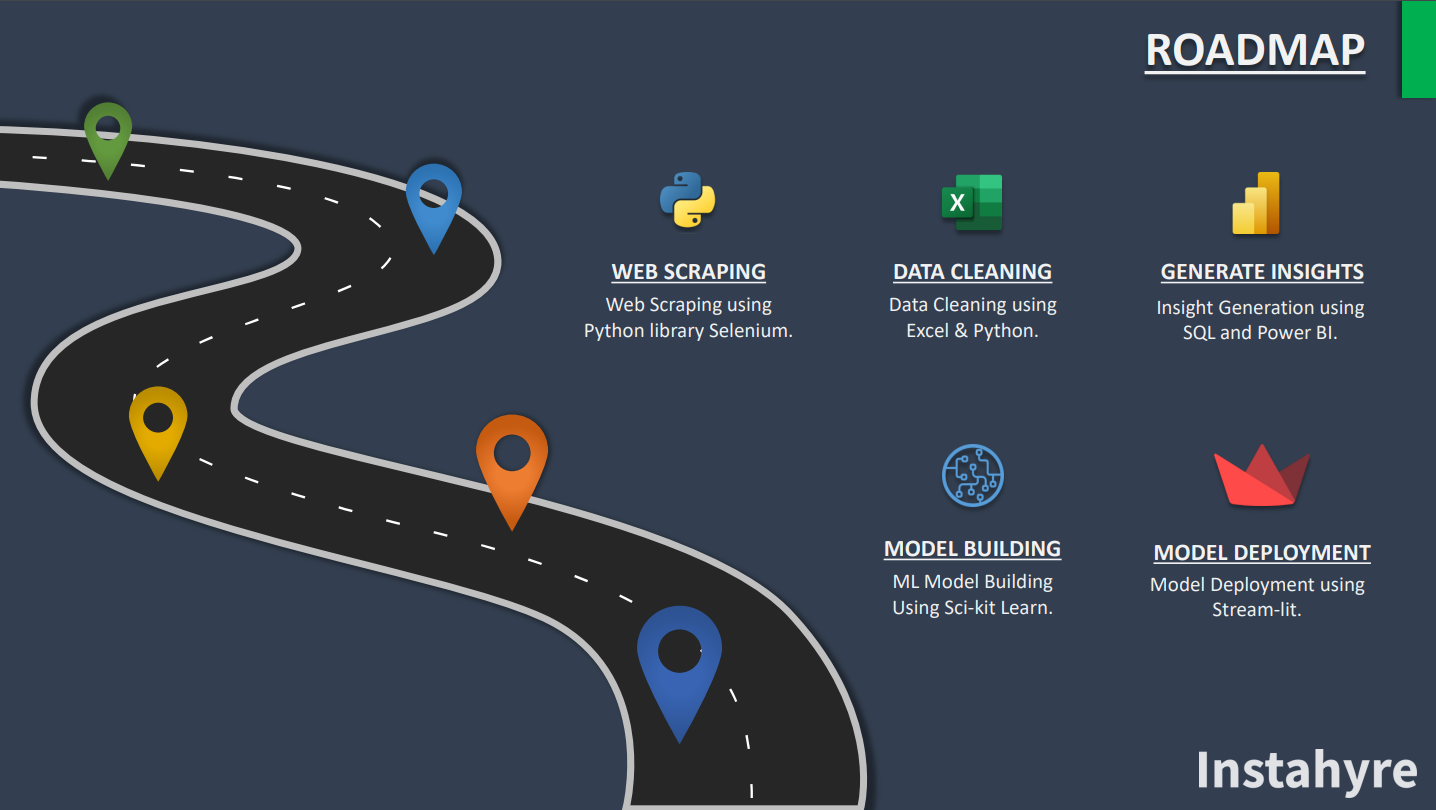 ROADMAP
WEB SCRAPING
Web Scraping using
Python library Selenium.
DATA CLEANING
Data Cleaning using
Excel & Python.
GENERATE INSIGHTS
Insight Generation using
SQL and Power BI.
MODEL BUILDING
ML Model Building
Using Sci-kit Learn.
MODEL DEPLOYMENT
Model Deployment using
Stream-lit.
Instahyre